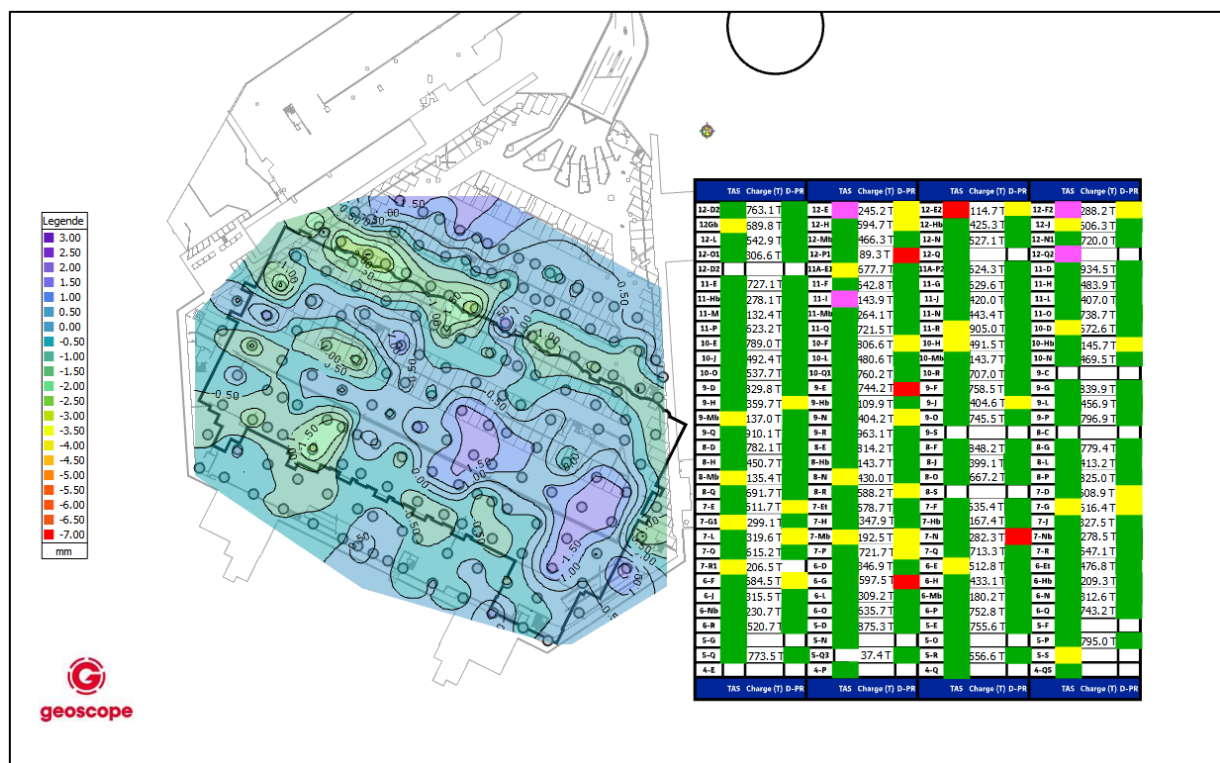 Legende
3.00
2.50
2.00
1.50
1.00
0.50
0.00
-0.50
-1.00
-1.50
-2.00
-2.50
-3.00
-3.50
-4.00
-4.50
-5.50
-6.00
-6.50
-7.00
mm
geoscope
TAS Charge (T) D-PR TAS Charge (T) D-PR TAS Charge (T) D-PR TAS Charge (T) D-PR
12-D2 763.1 T 12-E 245.2 T 12-E2 114.7 T 12-F2 288.2 T
12Gb 589.8 T 12-H 594.7 T 12-Hb 425.3 T 12-J 506.3 T
12-L 542.9 T 12-Mb 466.3 T 12-N 527.1 T 12-N1 720.0 T
12-O1 306.6 T 12-P1 89.3 T 12-Q 12-Q2
12-D2 11A-E1 577.7 T 11A-P2 524.3 T 11-D 934.5 T
11-E 727.1 T 11-F 542.8 T 11-G 529.6 T 11-H 483.9 T
11-Hb 278.1 T 11-I 143.9 T 11-J 420.0 T 11-L 407.0 T
11-M 132.4 T 11-Mb 264.1 T 11-N 443.4 T 11-O 738.7 T
11-P 523.2 T 11-Q 721.5 T 11-R 905.0 T 10-D 572.6 T
10-E 789.0 T 10-F 806.6 T 10-H 491.5 T 10-Hb 145.7 T
10-J 492.4 T 10-L 480.6 T 10-Mb 143.7 T 10-N 469.5 T
10-O 537.7 T 10-Q1 760.2 T 10-R 707.0 T 9-C
9-D 829.8 T 9-E 744.2 T 9-F 758.5 T 9-G 839.9 T
9-H 359.7 T 9-Hb 109.9 T 9-J 404.6 T 9-L 456.9 T
9-Mb 137.0 T 9-N 404.2 T 9-O 745.5 T 9-P 796.9 T
9-Q 910.1 T 9-R 963.1 T 9-S 8-C
8-D 782.1 T 8-E 814.2 T 8-F 848.2 T 8-G 779.4 T
8-H 450.7 T 8-Hb 143.7 T 8-J 399.1 T 8-L 413.2 T
8-Mb 135.4 T 8-N 430.0 T 8-O 667.2 T 8-P 825.0 T
8-Q 691.7 T 8-R 588.2 T 8-S 7-D 508.9 T
7-E 511.7 T 7-Et 578.7 T 7-F 535.4 T 7-G 516.4 T
7-G1 299.1 T 7-H 347.9 T 7-Hb 167.4 T 7-J 327.5 T
7-L 319.6 T 7-Mb 192.5 T 7-N 282.3 T 7-Nb 278.5 T
7-O 515.2 T 7-P 721.7 T 7-Q 713.3 T 7-R 547.1 T
7-R1 206.5 T 6-D 846.9 T 6-E 512.8 T 6-Et 476.8 T
6-F 584.5 T 6-G 597.5 T 6-H 433.1 T 6-Hb 209.3 T
6-J 315.5 T 6-L 309.2 T 6-Mb 180.2 T 6-N 312.6 T
6-Nb 230.7 T 6-O 635.7 T 6-P 752.8 T 6-Q 743.2 T
6-R 520.7 T 5-D 875.3 T 5-E 755.6 T 5-F
5-G 5-N 5-O 5-P 795.0 T
5-Q 773.5 T 5-Q3 37.4 T 5-R 556.6 T 5-S
4-E 4-P 4-Q 4-Q5
TAS Charge (T) D-PR TAS Charge (T) D-PR TAS Charge (T) D-PR TAS Charge (T) D-PR